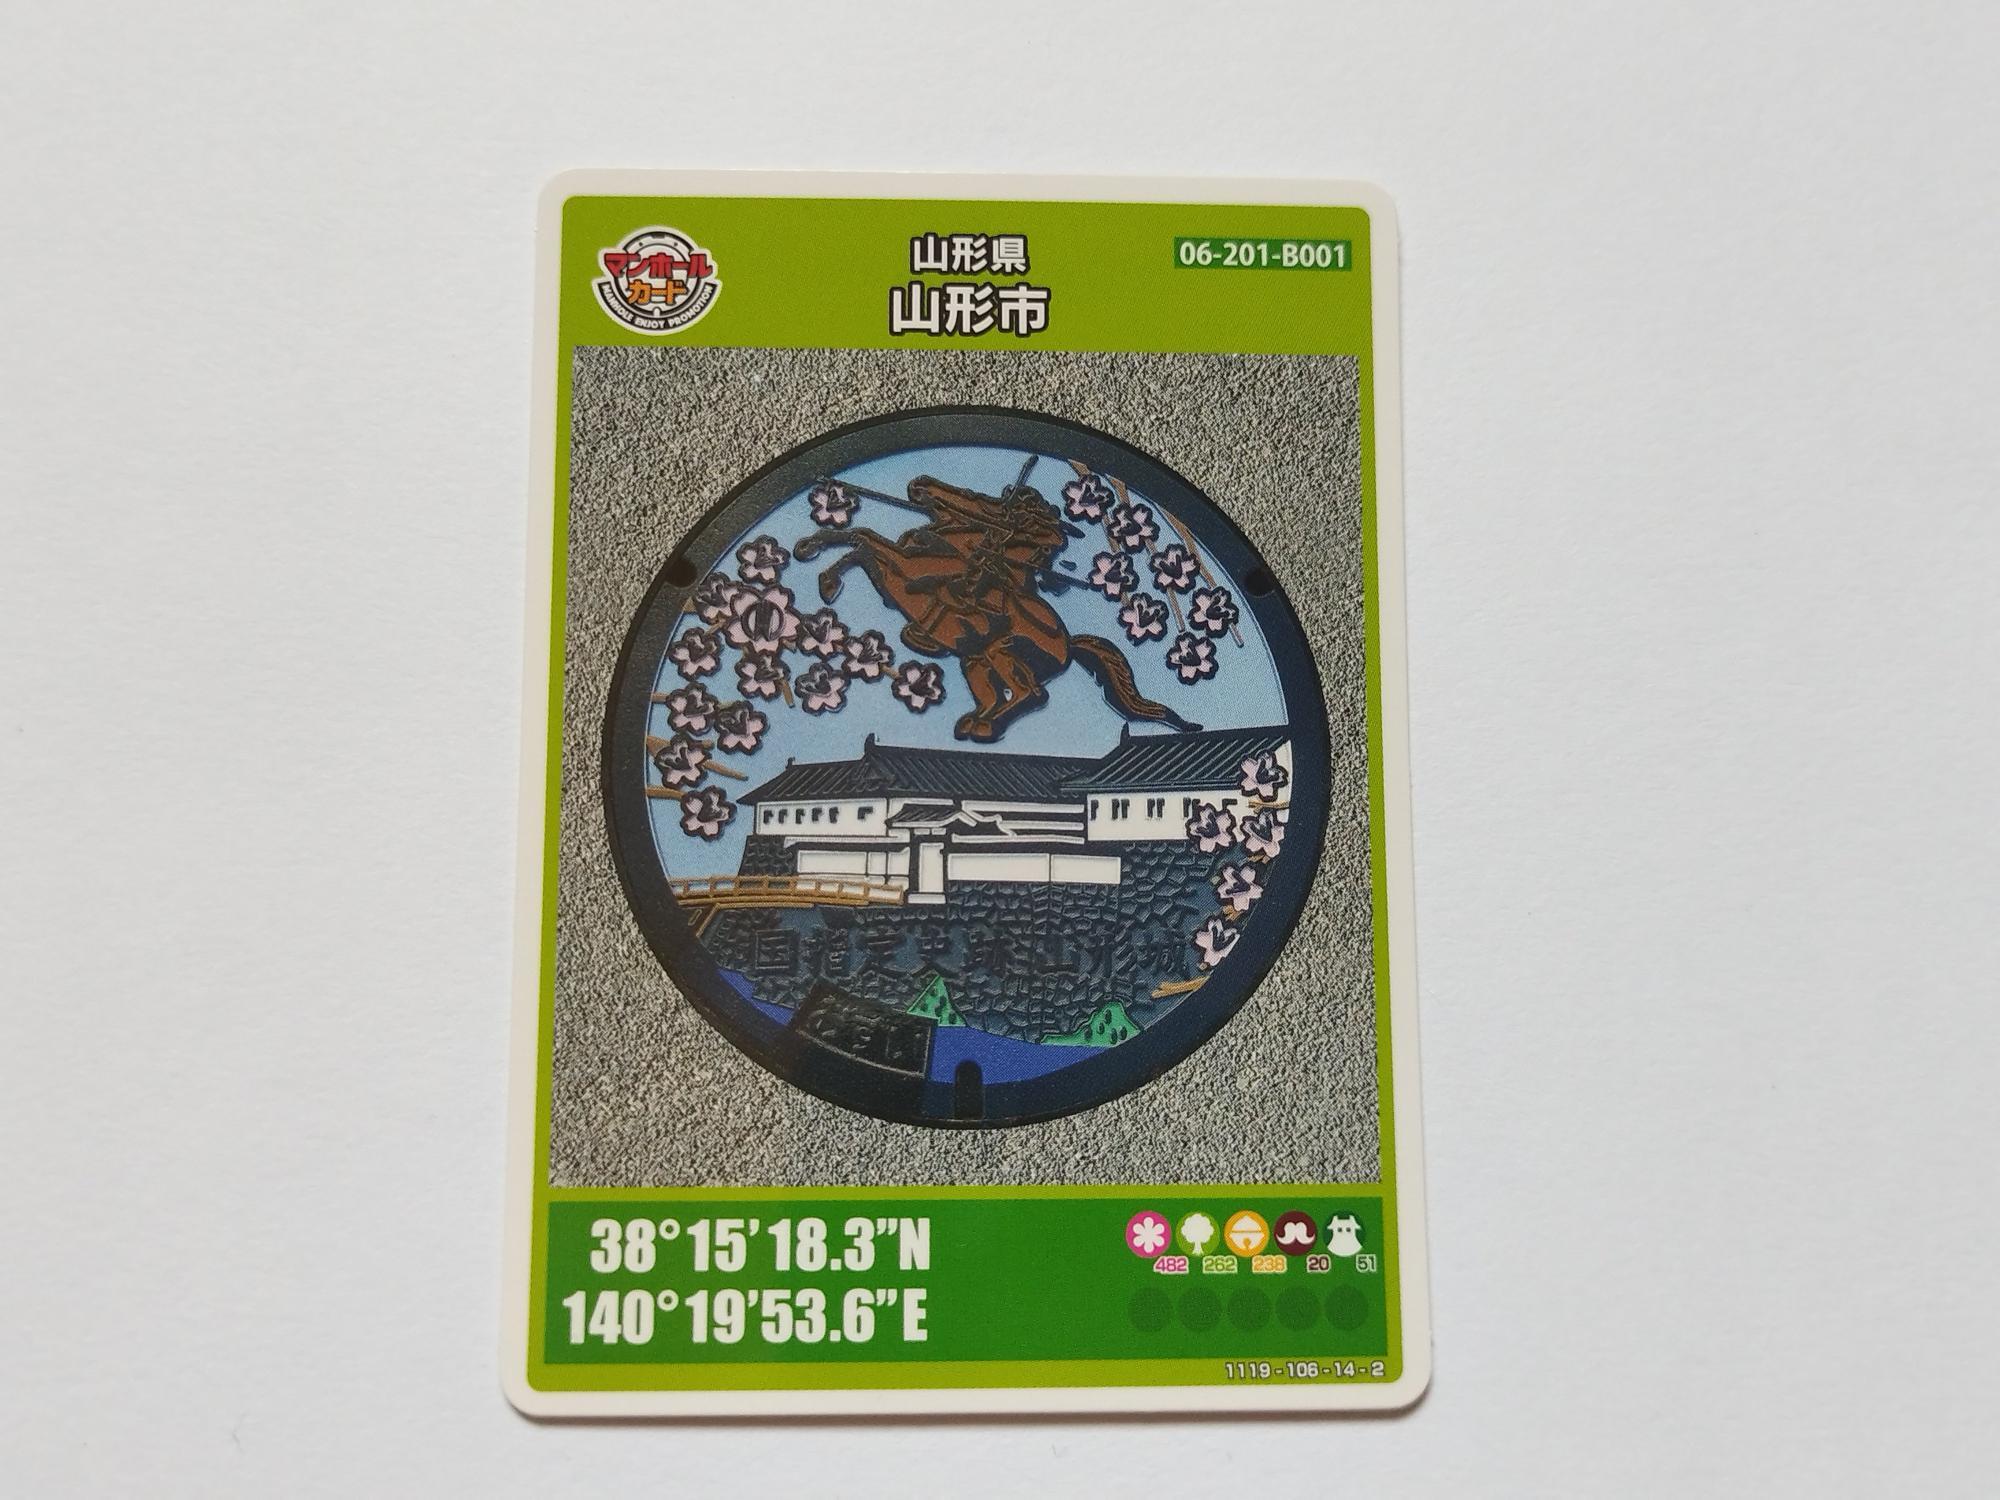 マンホール
カード
MANHOLE ENJOY PROMOTION
山形県
山形市
06-201-B001
国指定史跡 山形城
38°15'18.3"N
140°19'53.6"E
482 262 238 20 51
1119-106-14-2